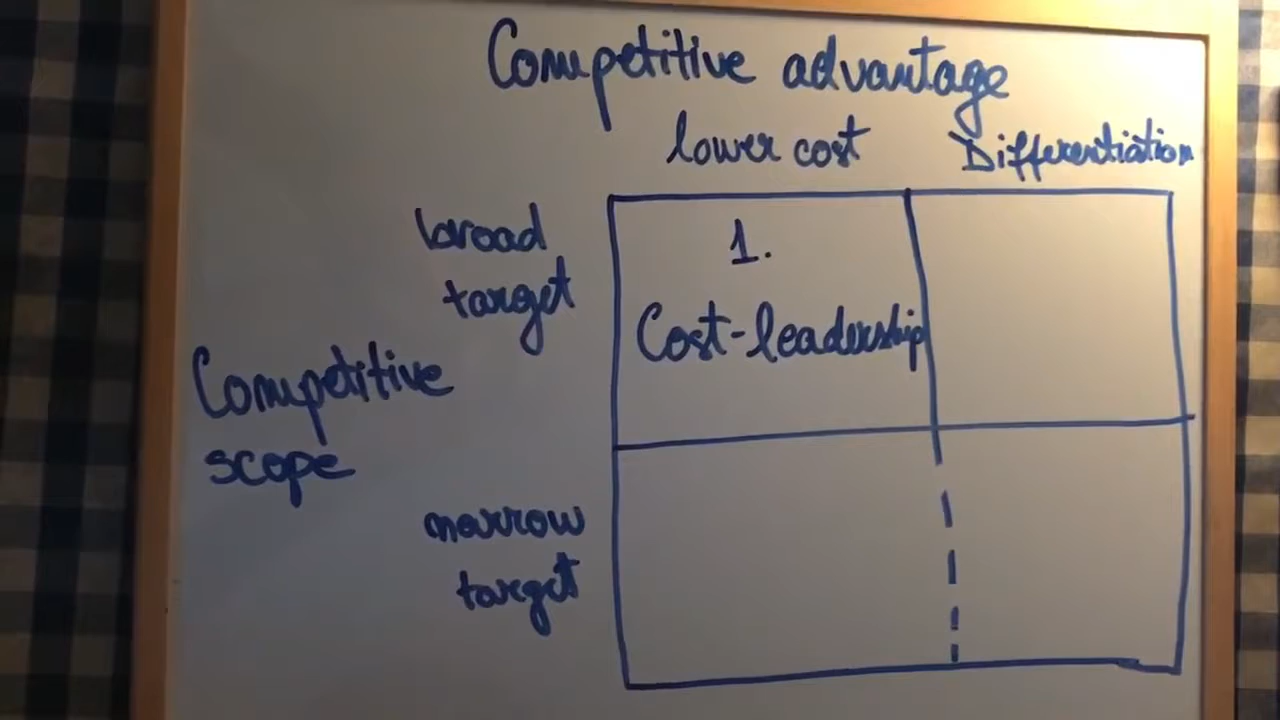 Competitive advantage
lower cost
Differentiation
broad
target
1.
Cost-leadership
Competitive
scope
narrow
target